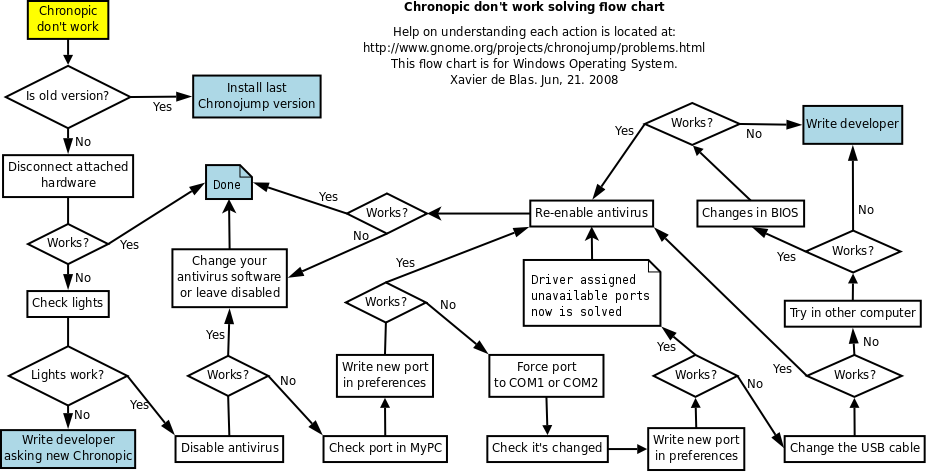 Chronopic don't work solving flow chart
Help on understanding each action is located at:
http://www.gnome.org/projects/chronojump/problems.html
This flow chart is for Windows Operating System.
Xavier de Blas. Jun, 21. 2008
Chronopic
don't work
Is old version?
Yes
Install last
Chronojump version
No
Disconnect attached
hardware
Works?
Yes
Done
No
Check lights
Lights work?
Yes
No
Write developer
asking new Chronopic
Disable antivirus
Works?
Yes
Change your
antivirus software
or leave disabled
No
Check port in MyPC
Write new port
in preferences
Works?
Yes
No
Re-enable antivirus
Works?
Yes
No
Force port
to COM1 or COM2
Check it's changed
Write new port
in preferences
Works?
Yes
Driver assigned
unavailable ports
now is solved
No
Change the USB cable
Works?
Yes
No
Try in other computer
Works?
Yes
No
Changes in BIOS
Works?
Yes
No
Write developer